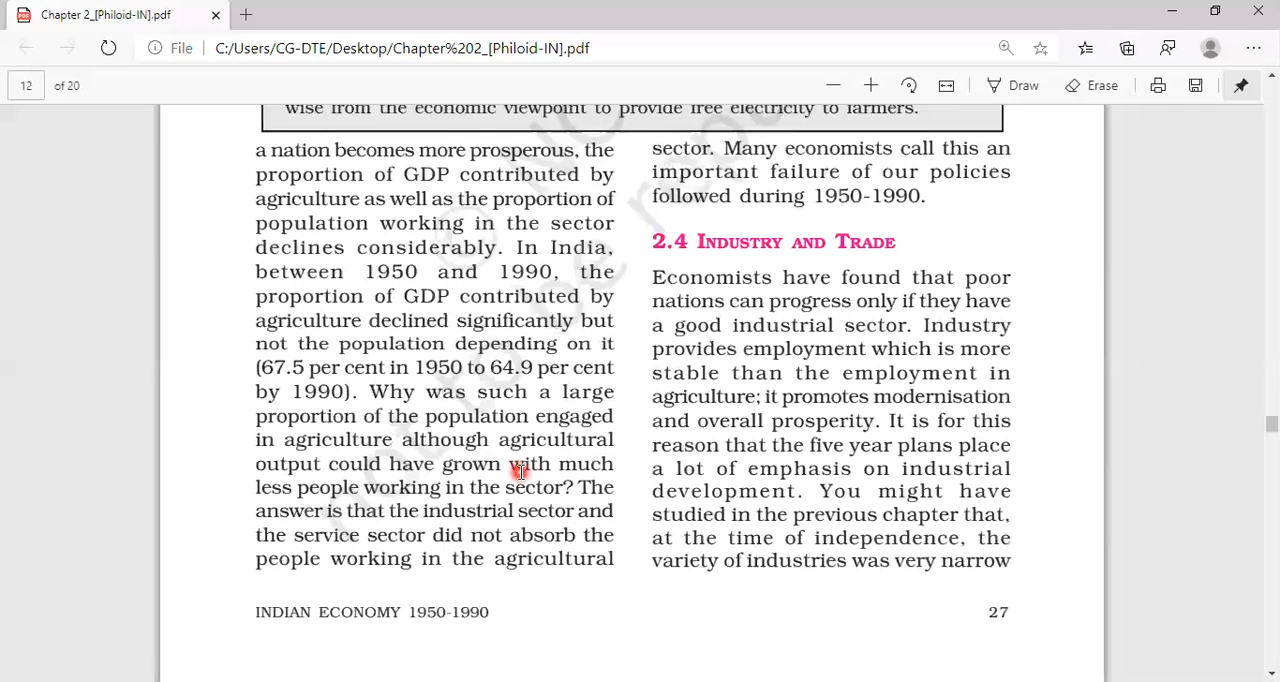 Chapter 2_[Philoid-IN].pdf
File C:/Users/CG-DTE/Desktop/Chapter%202_[Philoid-IN].pdf
12 of 20 Draw Erase
wise from the economic viewpoint to provide free electricity to farmers.
a nation becomes more prosperous, the
proportion of GDP contributed by
agriculture as well as the proportion of
population working in the sector
declines considerably. In India,
between 1950 and 1990, the
proportion of GDP contributed by
agriculture declined significantly but
not the population depending on it
(67.5 per cent in 1950 to 64.9 per cent
by 1990). Why was such a large
proportion of the population engaged
in agriculture although agricultural
output could have grown with much
less people working in the sector? The
answer is that the industrial sector and
the service sector did not absorb the
people working in the agricultural
sector. Many economists call this an
important failure of our policies
followed during 1950-1990.
2.4 INDUSTRY AND TRADE
Economists have found that poor
nations can progress only if they have
a good industrial sector. Industry
provides employment which is more
stable than the employment in
agriculture; it promotes modernisation
and overall prosperity. It is for this
reason that the five year plans place
a lot of emphasis on industrial
development. You might have
studied in the previous chapter that,
at the time of independence, the
variety of industries was very narrow
INDIAN ECONOMY 1950-1990 27
not to be repu
© NC